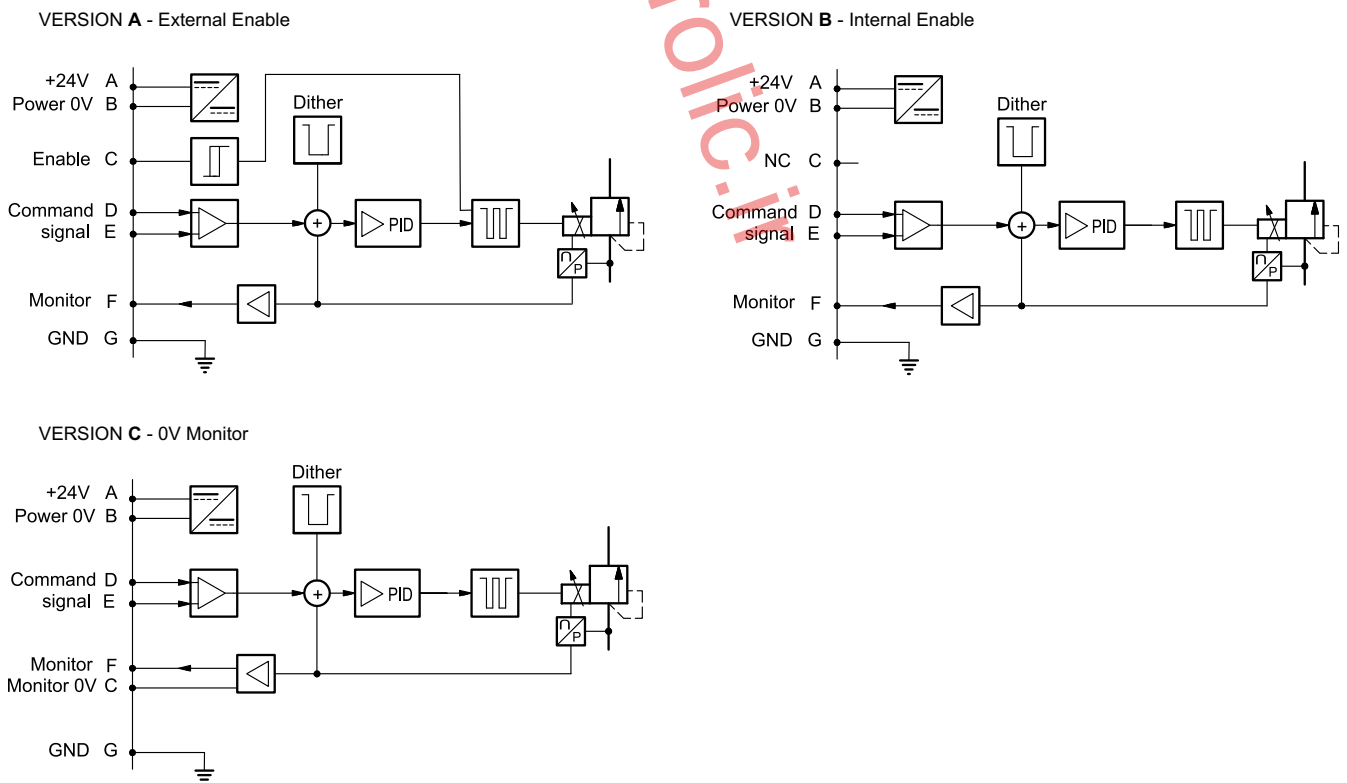 VERSION A - External Enable
+24V A
Power 0V B
Enable C
Command D
signal E
Monitor F
GND G
Dither
+
PID
n/P
VERSION B - Internal Enable
+24V A
Power 0V B
NC C
Command D
signal E
Monitor F
GND G
Dither
+
PID
n/P
VERSION C - 0V Monitor
+24V A
Power 0V B
Command D
signal E
Monitor F
Monitor 0V C
GND G
Dither
+
PID
n/P
rolic.ir